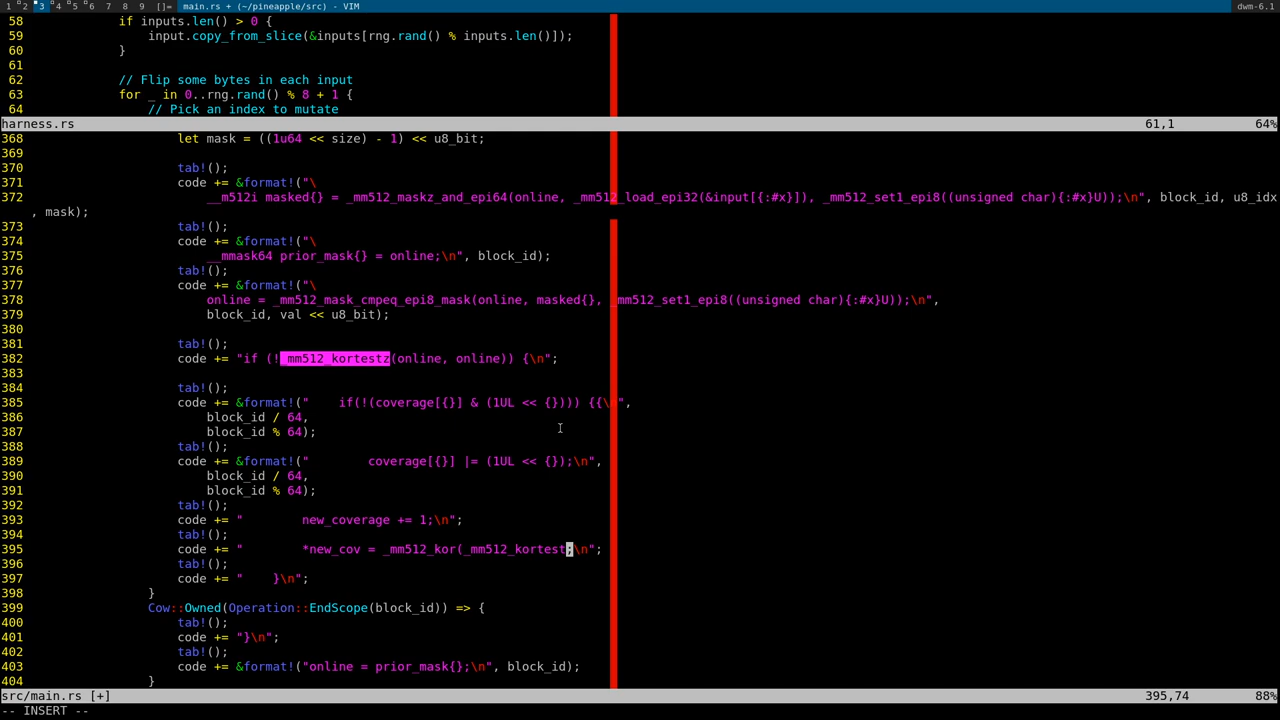 1 2 3 4 5 6 7 8 9 []= main.rs + (~/pineapple/src) - VIM dwm-6.1
58             if inputs.len() > 0 {
59                 input.copy_from_slice(&inputs[rng.rand() % inputs.len()]);
60             }
61
62             // Flip some bytes in each input
63             for _ in 0..rng.rand() % 8 + 1 {
64                 // Pick an index to mutate
harness.rs 61,1 64%
368                     let mask = ((1u64 << size) - 1) << u8_bit;
369
370                     tab!();
371                     code += &format!("\
372                         __m512i masked{} = _mm512_maskz_and_epi64(online, _mm512_load_epi32(&input[{:#x}]), _mm512_set1_epi8((unsigned char){:#x}U));\n", block_id, u8_idx
, mask);
373                     tab!();
374                     code += &format!("\
375                         __mmask64 prior_mask{} = online;\n", block_id);
376                     tab!();
377                     code += &format!("\
378                         online = _mm512_mask_cmpeq_epi8_mask(online, masked{}, _mm512_set1_epi8((unsigned char){:#x}U));\n",
379                         block_id, val << u8_bit);
380
381                     tab!();
382                     code += "if (!_mm512_kortestz(online, online)) {\n";
383
384                     tab!();
385                     code += &format!("    if(!(coverage[{}] & (1UL << {}))) {{\n",
386                         block_id / 64,
387                         block_id % 64);
388                     tab!();
389                     code += &format!("        coverage[{}] |= (1UL << {});\n",
390                         block_id / 64,
391                         block_id % 64);
392                     tab!();
393                     code += "        new_coverage += 1;\n";
394                     tab!();
395                     code += "        *new_cov = _mm512_kor(_mm512_kortest;\n";
396                     tab!();
397                     code += "    }\n";
398                 }
399                 Cow::Owned(Operation::EndScope(block_id)) => {
400                     tab!();
401                     code += "}\n";
402                     tab!();
403                     code += &format!("online = prior_mask{};\n", block_id);
404                 }
src/main.rs [+] 395,74 88%
-- INSERT --